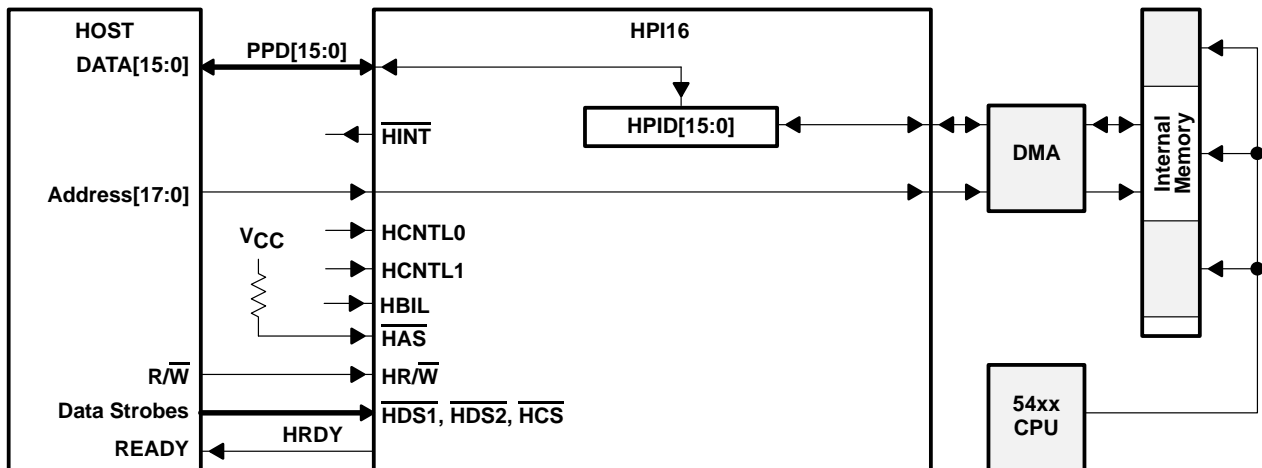 HOST
HPI16
DATA[15:0]
PPD[15:0]
HPID[15:0]
HINT
DMA
Internal
Memory
Address[17:0]
VCC
HCNTL0
HCNTL1
HBIL
HAS
R/W
HR/W
Data Strobes
HDS1, HDS2, HCS
HRDY
READY
54xx
CPU